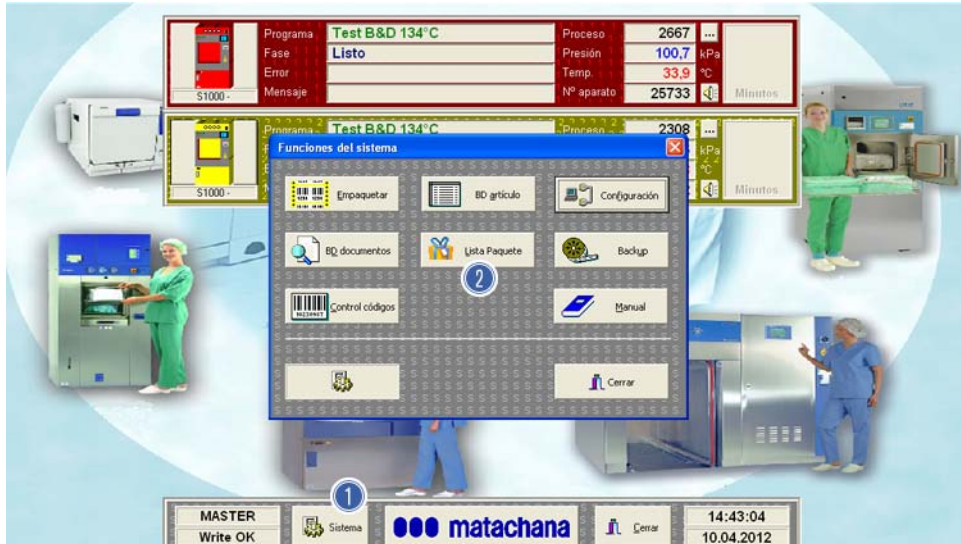 Programa Test B&D 134°C Proceso 2667 ...
Fase Listo Presión 100,7 kPa
Error Temp. 33,9 °C
Mensaje Nº aparato 25733 Minutos
S1000 -
Programa Test B&D 134°C Proceso 2308 ...
kPa
°C
Minutos
S1000 -
Funciones del sistema
Empaquetar BD artículo Configuración
BD documentos Lista Paquete Backup
2
Control códigos Manual
Cerrar
1
MASTER Sistema matachana Cerrar 14:43:04
Write OK 10.04.2012